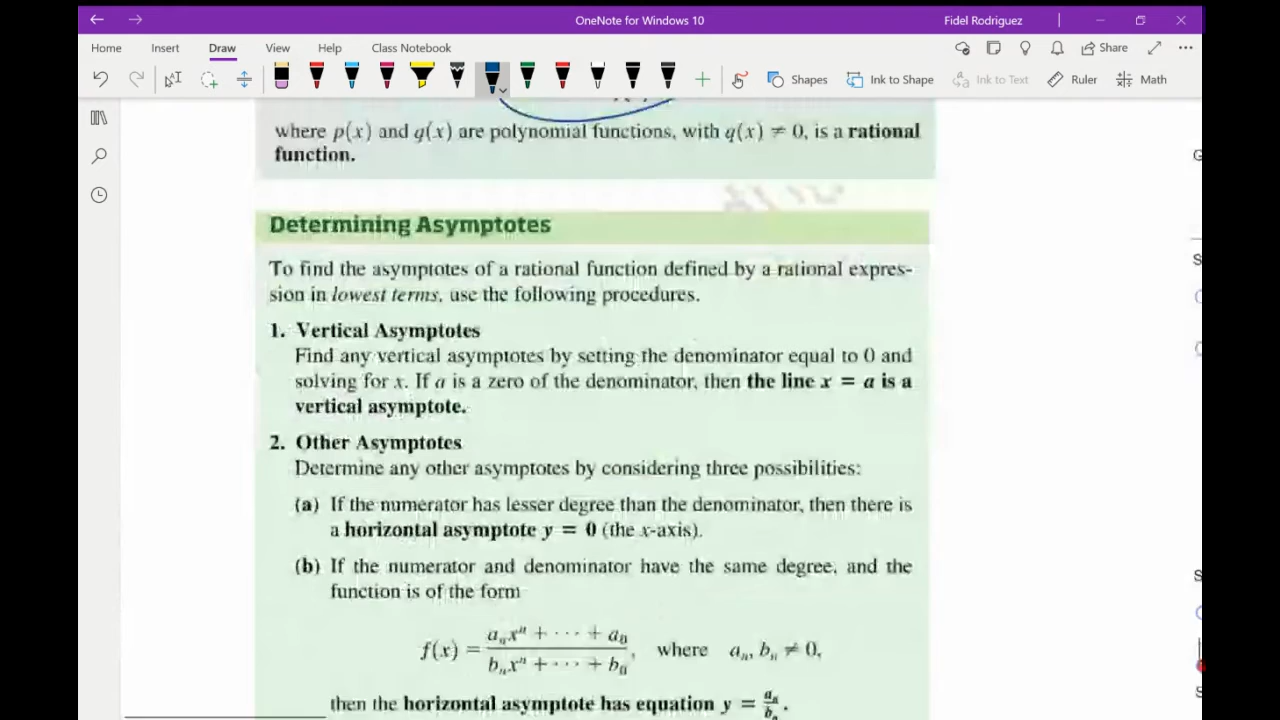 OneNote for Windows 10
Fidel Rodriguez
Home Insert Draw View Help Class Notebook
Share
Shapes Ink to Shape Ink to Text Ruler Math
where p(x) and q(x) are polynomial functions, with q(x) ≠ 0, is a rational
function.
Determining Asymptotes
To find the asymptotes of a rational function defined by a rational expres-
sion in lowest terms, use the following procedures.
1. Vertical Asymptotes
Find any vertical asymptotes by setting the denominator equal to 0 and
solving for x. If a is a zero of the denominator, then the line x = a is a
vertical asymptote.
2. Other Asymptotes
Determine any other asymptotes by considering three possibilities:
(a) If the numerator has lesser degree than the denominator, then there is
a horizontal asymptote y = 0 (the x-axis).
(b) If the numerator and denominator have the same degree, and the
function is of the form
f(x) = (aₙxⁿ + ··· + a₀)/(bₙxⁿ + ··· + b₀), where aₙ, bₙ ≠ 0,
then the horizontal asymptote has equation y = aₙ/bₙ.